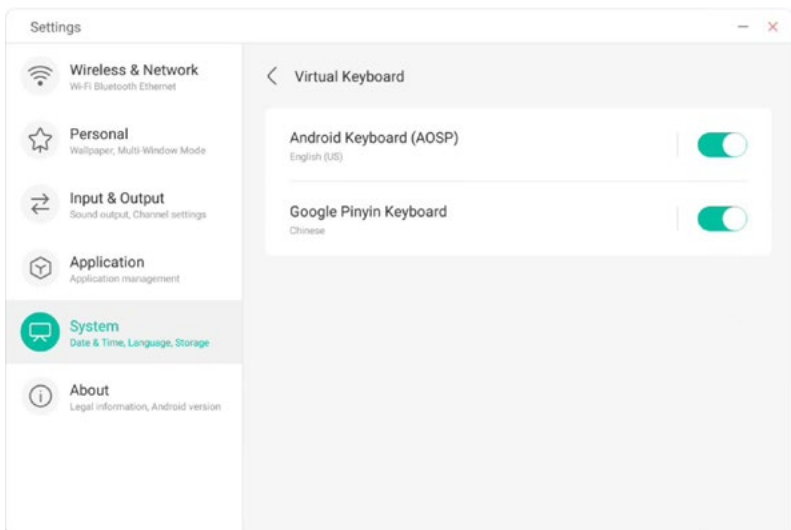 Settings
Wireless & Network
Wi-Fi Bluetooth Ethernet
Personal
Wallpaper, Multi-Window Mode
Input & Output
Sound output, Channel settings
Application
Application management
System
Date & Time, Language, Storage
About
Legal information, Android version
Virtual Keyboard
Android Keyboard (AOSP)
English (US)
Google Pinyin Keyboard
Chinese